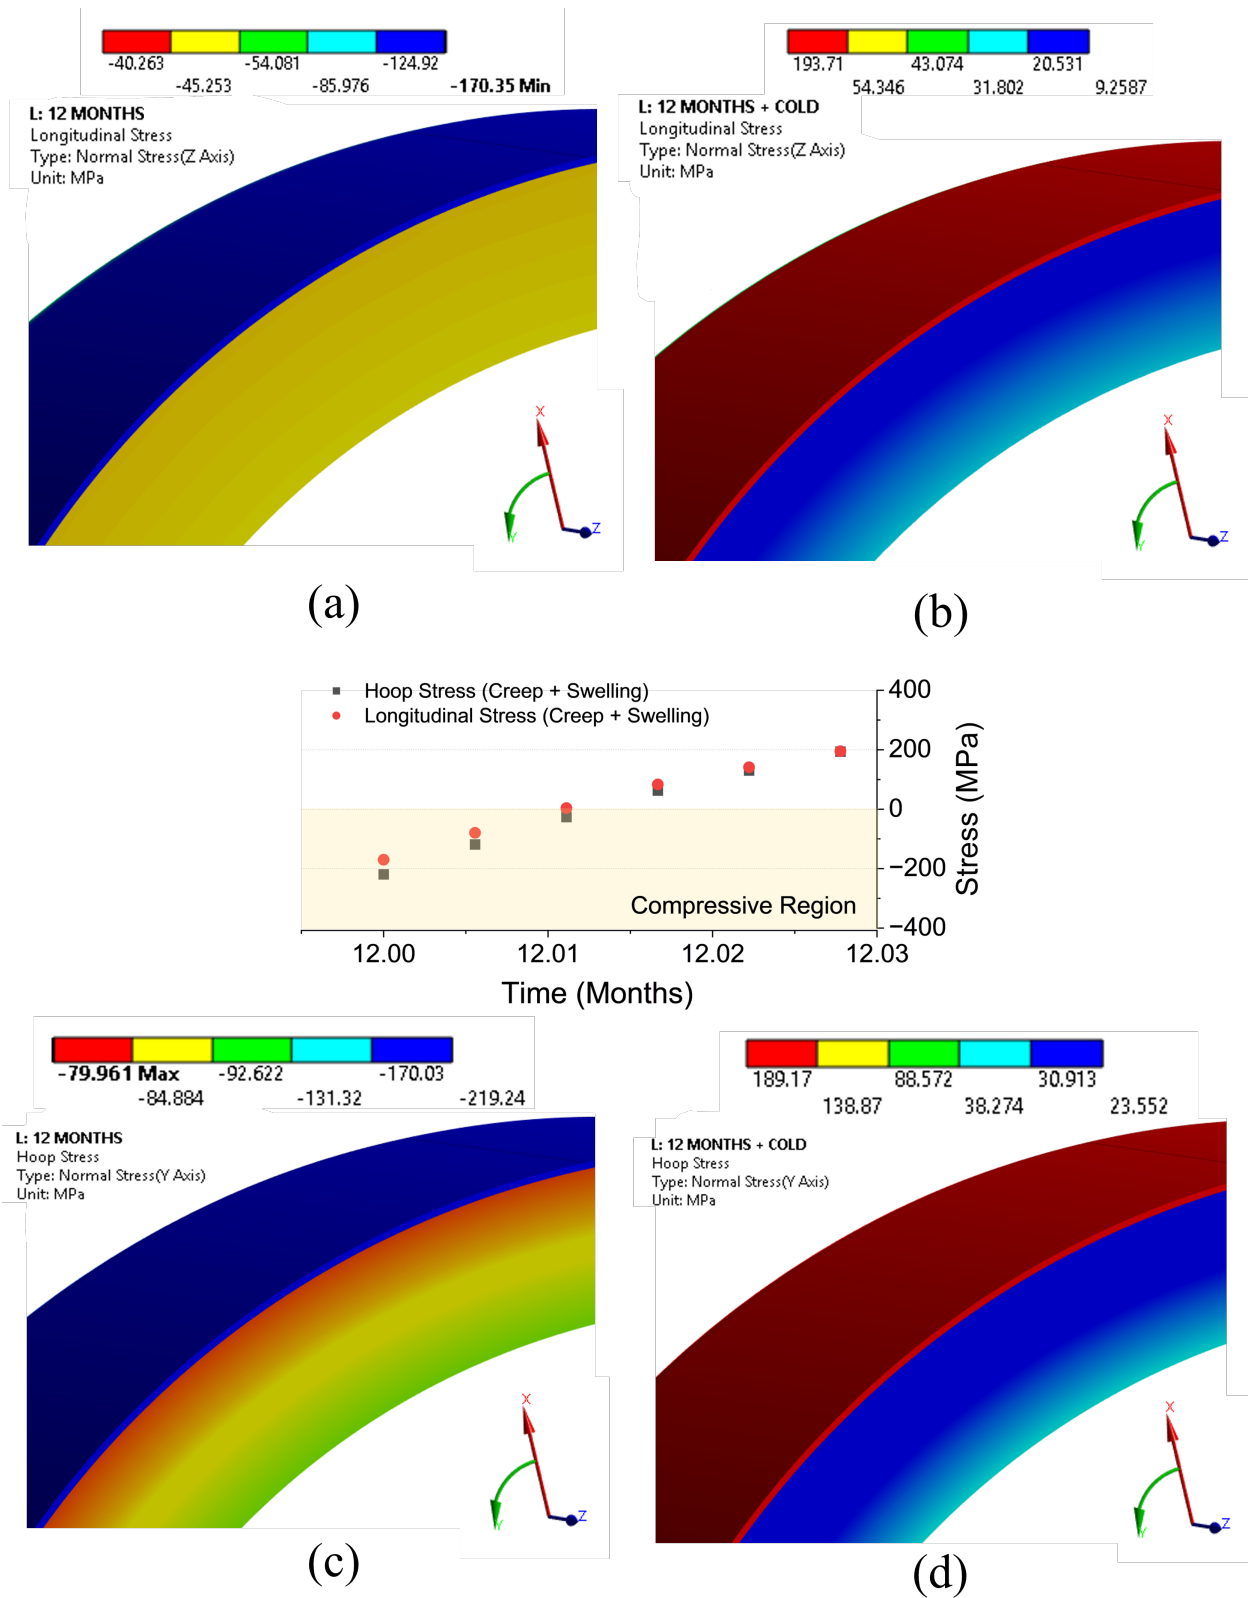 -40.263 -54.081 -124.92
-45.253 -85.976 -170.35 Min
L: 12 MONTHS
Longitudinal Stress
Type: Normal Stress(Z Axis)
Unit: MPa
X
Y
Z
(a)
193.71 43.074 20.531
54.346 31.802 9.2587
L: 12 MONTHS + COLD
Longitudinal Stress
Type: Normal Stress(Z Axis)
Unit: MPa
X
Y
Z
(b)
Hoop Stress (Creep + Swelling)
Longitudinal Stress (Creep + Swelling)
400
200
0
−200
−400
Stress (MPa)
Compressive Region
12.00 12.01 12.02 12.03
Time (Months)
-79.961 Max -92.622 -170.03
-84.884 -131.32 -219.24
L: 12 MONTHS
Hoop Stress
Type: Normal Stress(Y Axis)
Unit: MPa
X
Y
Z
(c)
189.17 88.572 30.913
138.87 38.274 23.552
L: 12 MONTHS + COLD
Hoop Stress
Type: Normal Stress(Y Axis)
Unit: MPa
X
Y
Z
(d)